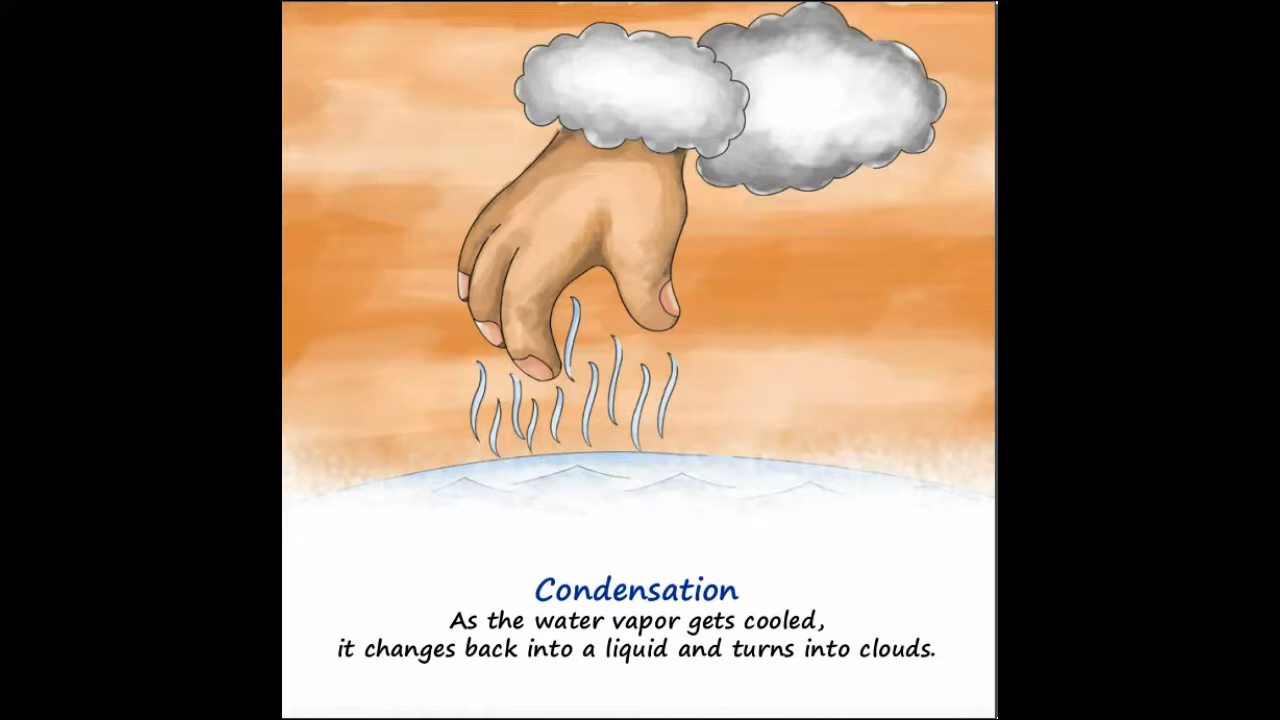 Condensation
As the water vapor gets cooled,
it changes back into a liquid and turns into clouds.